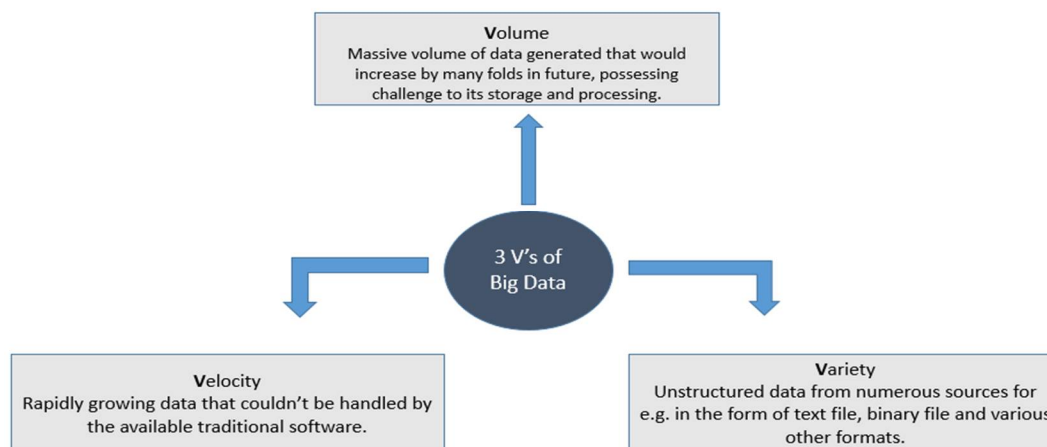 Volume
Massive volume of data generated that would
increase by many folds in future, possessing
challenge to its storage and processing.
3 V’s of
Big Data
Velocity
Rapidly growing data that couldn’t be handled by
the available traditional software.
Variety
Unstructured data from numerous sources for
e.g. in the form of text file, binary file and various
other formats.